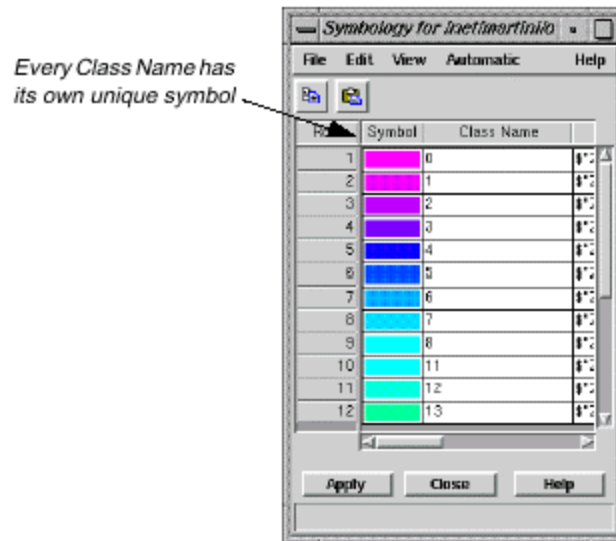 Symbology for
Every Class Name has
its own unique symbol
File Edit View Automatic Help
Symbol Class Name
1 0
2 1
3 2
4 3
5 4
6 5
7 6
8 7
9 8
10 11
11 12
12 13
Apply Close Help